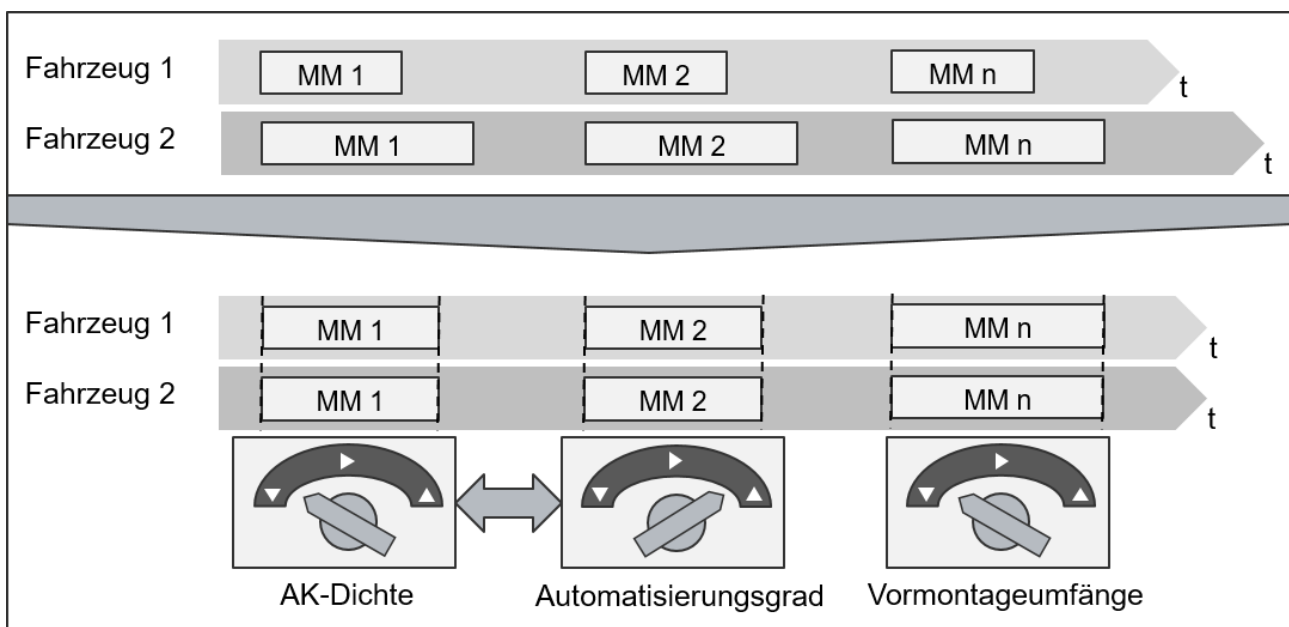 Fahrzeug 1
MM 1
MM 2
MM n
t
Fahrzeug 2
MM 1
MM 2
MM n
t
Fahrzeug 1
MM 1
MM 2
MM n
t
Fahrzeug 2
MM 1
MM 2
MM n
t
AK-Dichte
Automatisierungsgrad
Vormontageumfänge